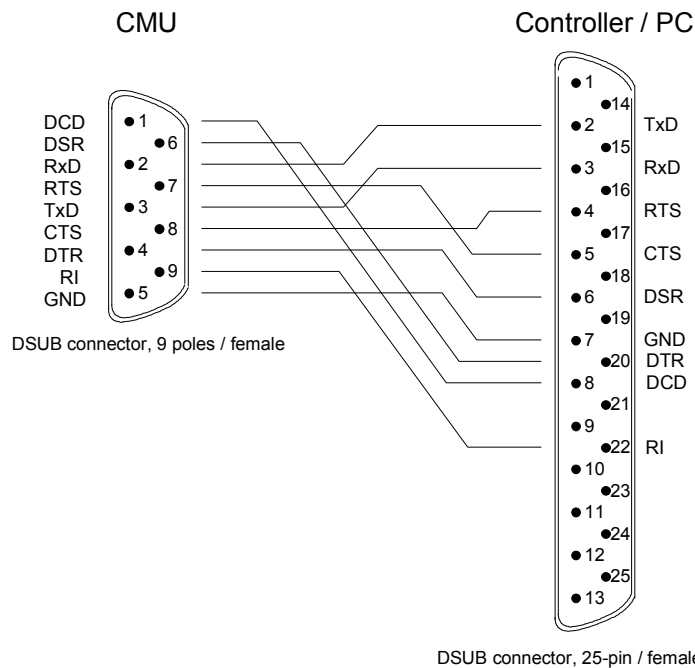 CMU
Controller / PC
DCD
DSR
RxD
RTS
TxD
CTS
DTR
RI
GND
1
6
2
7
3
8
4
9
5
DSUB connector, 9 poles / female
1
14
2 TxD
15
3 RxD
16
4 RTS
17
5 CTS
18
6 DSR
19
7 GND
20 DTR
8 DCD
21
9
22 RI
10
23
11
24
12
25
13
DSUB connector, 25-pin / female